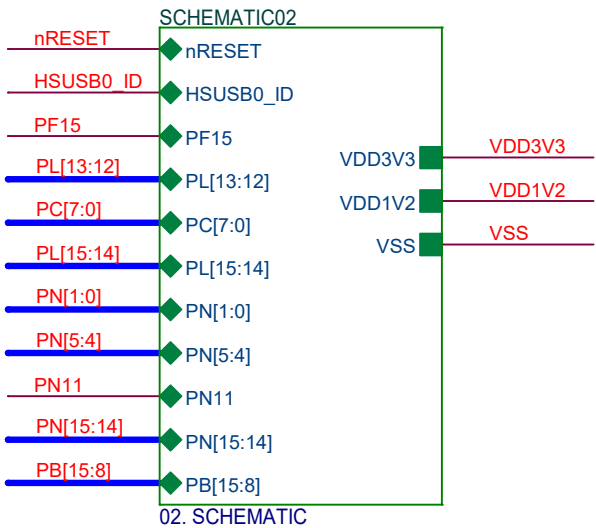 SCHEMATIC02
nRESET
nRESET
HSUSB0_ID
HSUSB0_ID
PF15
PF15
PL[13:12]
PL[13:12]
PC[7:0]
PC[7:0]
PL[15:14]
PL[15:14]
PN[1:0]
PN[1:0]
PN[5:4]
PN[5:4]
PN11
PN11
PN[15:14]
PN[15:14]
PB[15:8]
PB[15:8]
VDD3V3
VDD3V3
VDD1V2
VDD1V2
VSS
VSS
02. SCHEMATIC